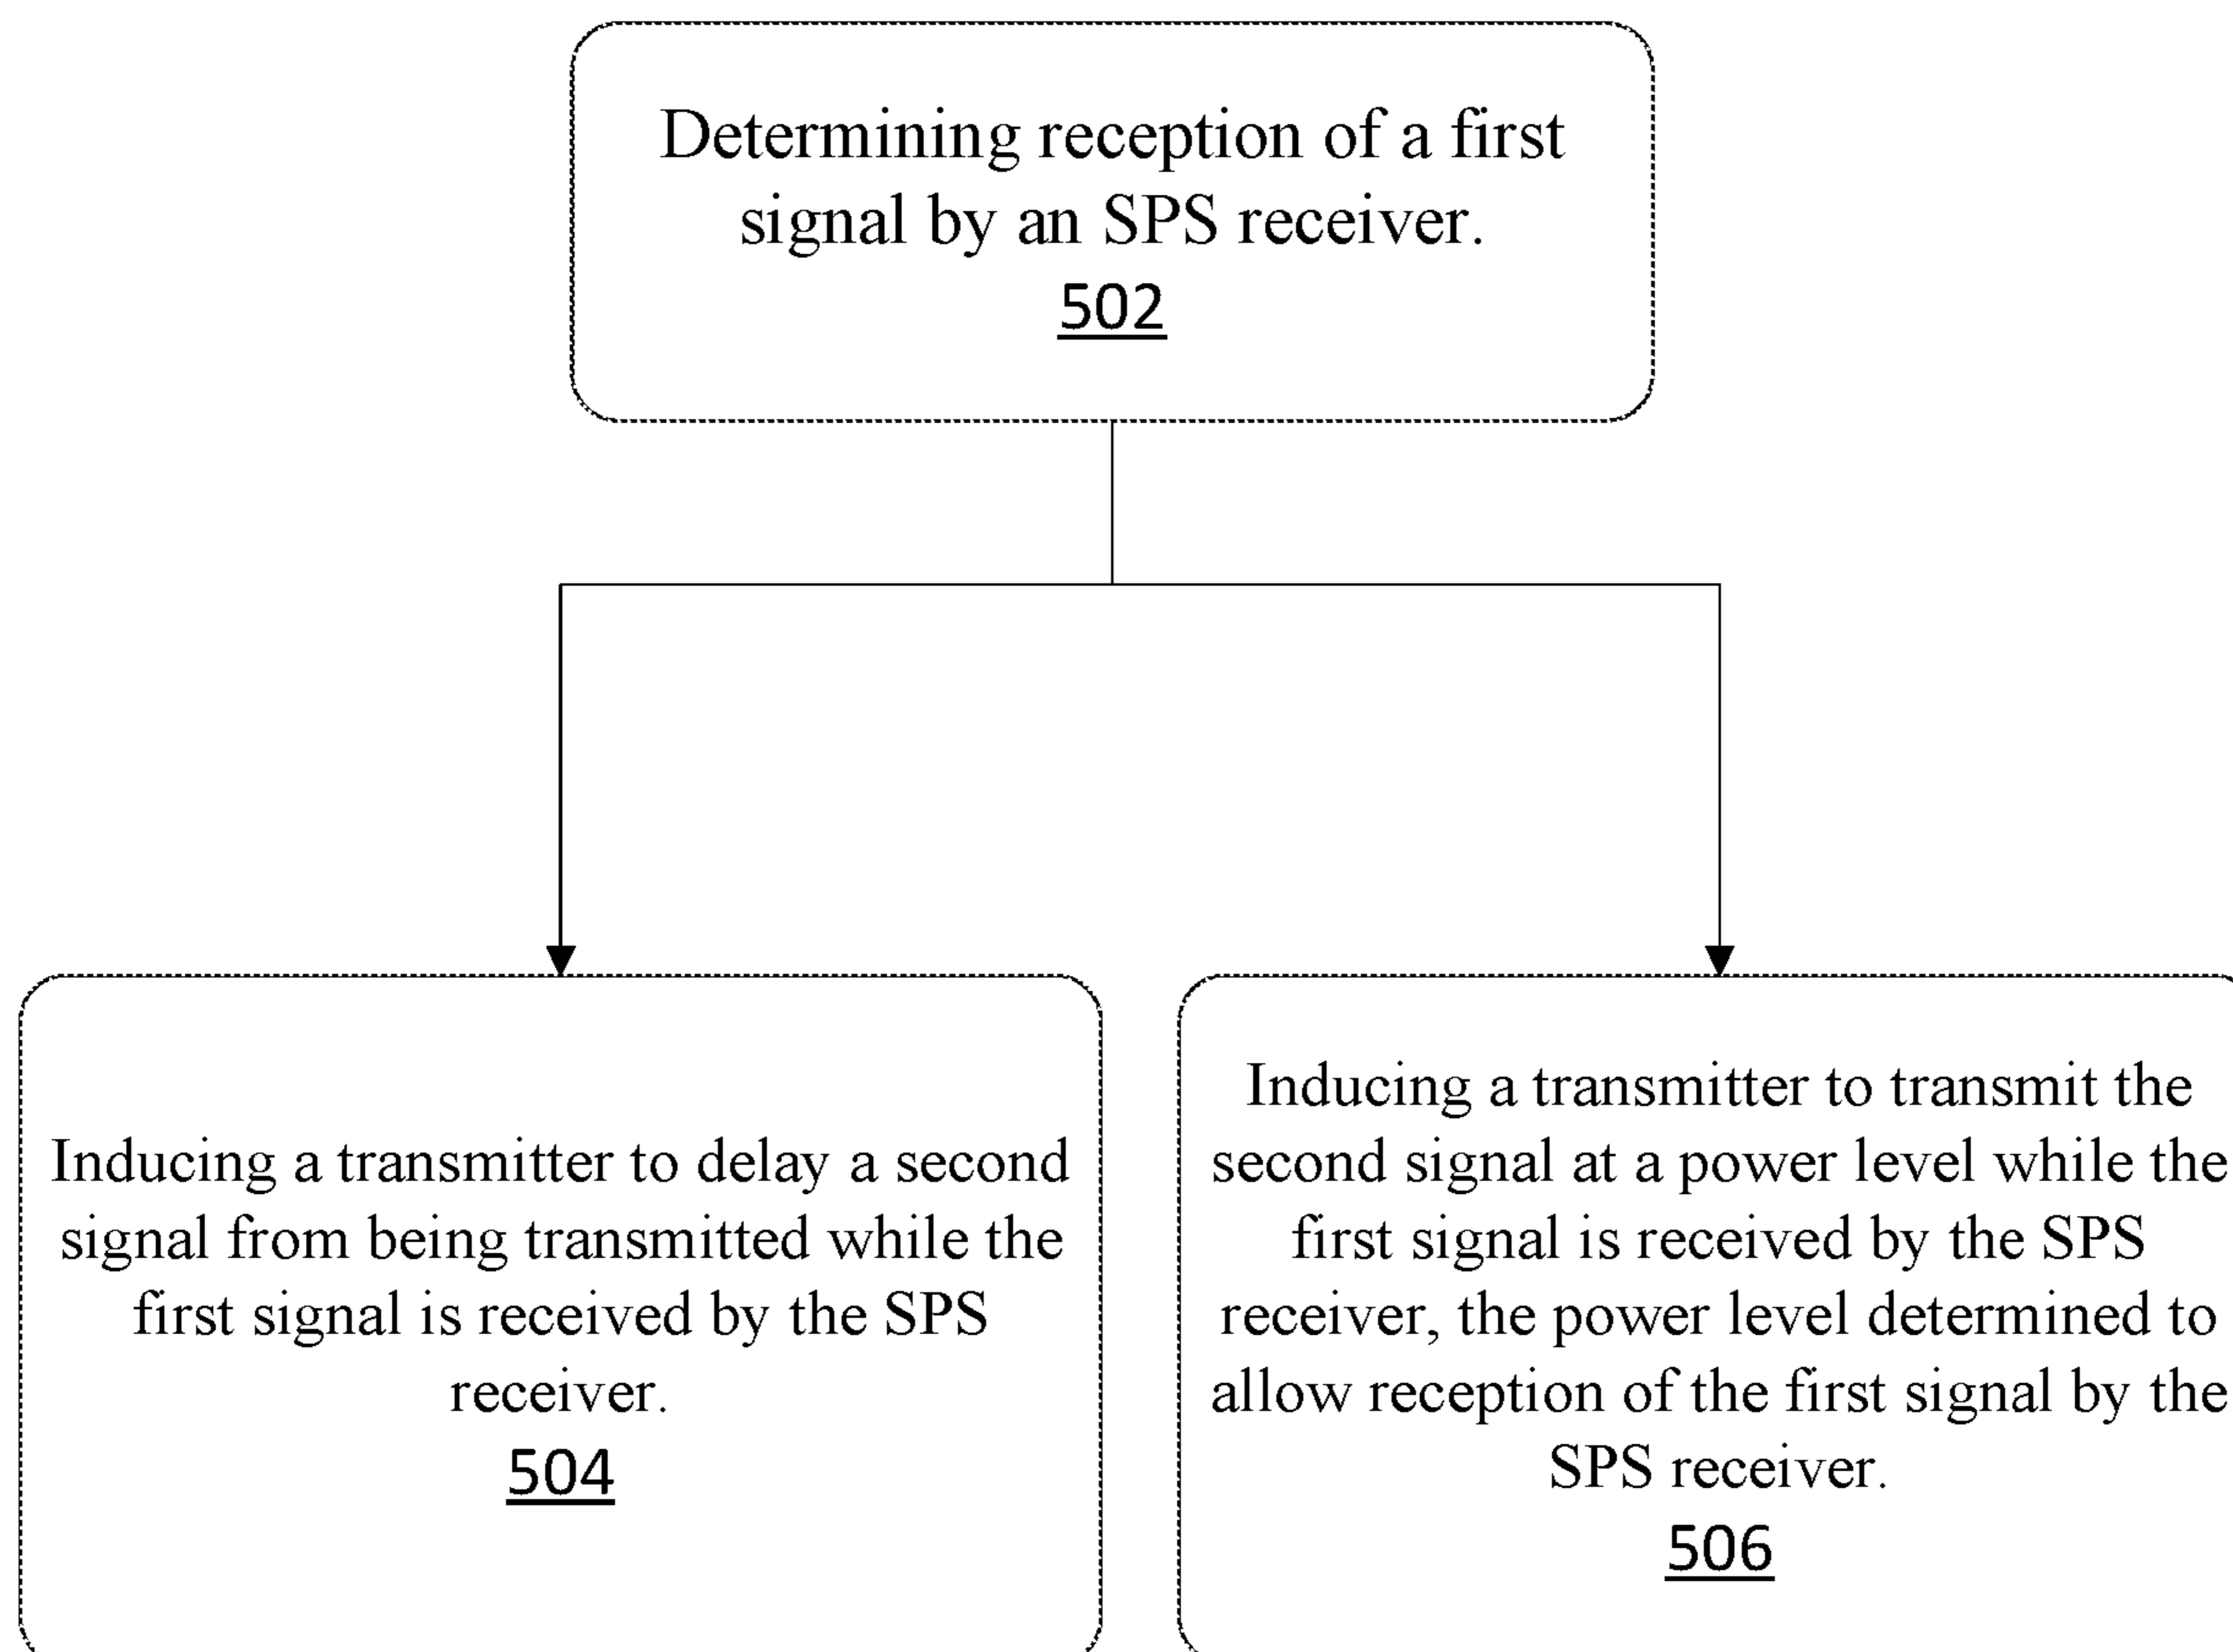 Determining reception of a first
signal by an SPS receiver.
502
Inducing a transmitter to delay a second
signal from being transmitted while the
first signal is received by the SPS
receiver.
504
Inducing a transmitter to transmit the
second signal at a power level while the
first signal is received by the SPS
receiver, the power level determined to
allow reception of the first signal by the
SPS receiver.
506